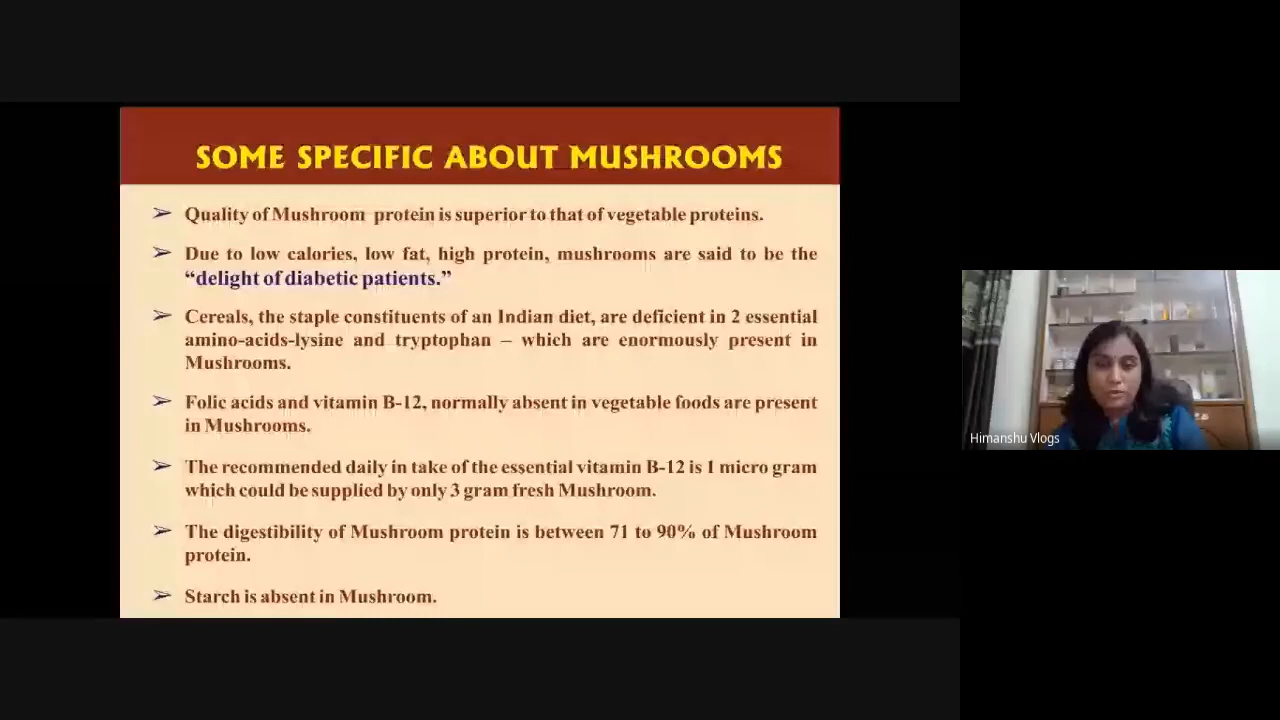 SOME SPECIFIC ABOUT MUSHROOMS
➢ Quality of Mushroom protein is superior to that of vegetable proteins.
➢ Due to low calories, low fat, high protein, mushrooms are said to be the
“delight of diabetic patients.”
➢ Cereals, the staple constituents of an Indian diet, are deficient in 2 essential
amino-acids-lysine and tryptophan – which are enormously present in
Mushrooms.
➢ Folic acids and vitamin B-12, normally absent in vegetable foods are present
in Mushrooms.
➢ The recommended daily in take of the essential vitamin B-12 is 1 micro gram
which could be supplied by only 3 gram fresh Mushroom.
➢ The digestibility of Mushroom protein is between 71 to 90% of Mushroom
protein.
➢ Starch is absent in Mushroom.
Himanshu Vlogs